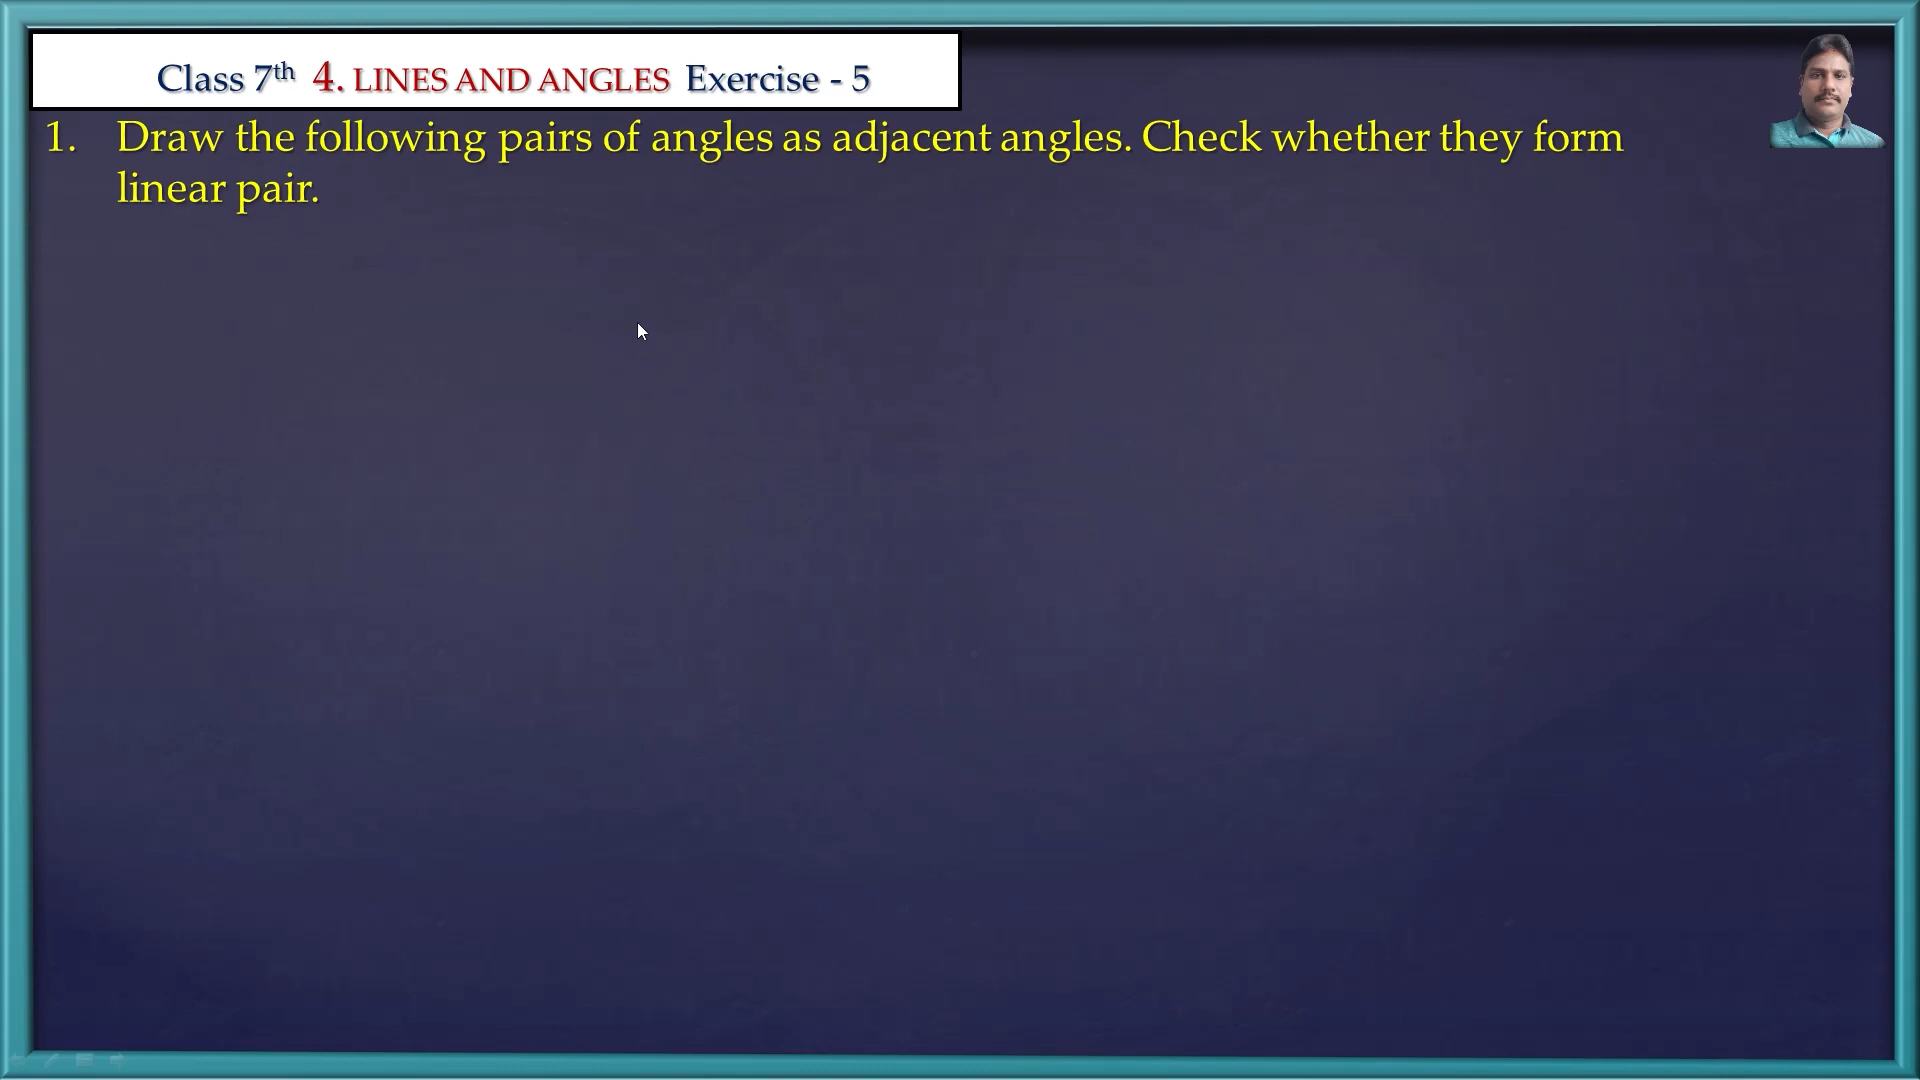 Class 7th 4. LINES AND ANGLES Exercise - 5
1. Draw the following pairs of angles as adjacent angles. Check whether they form
linear pair.